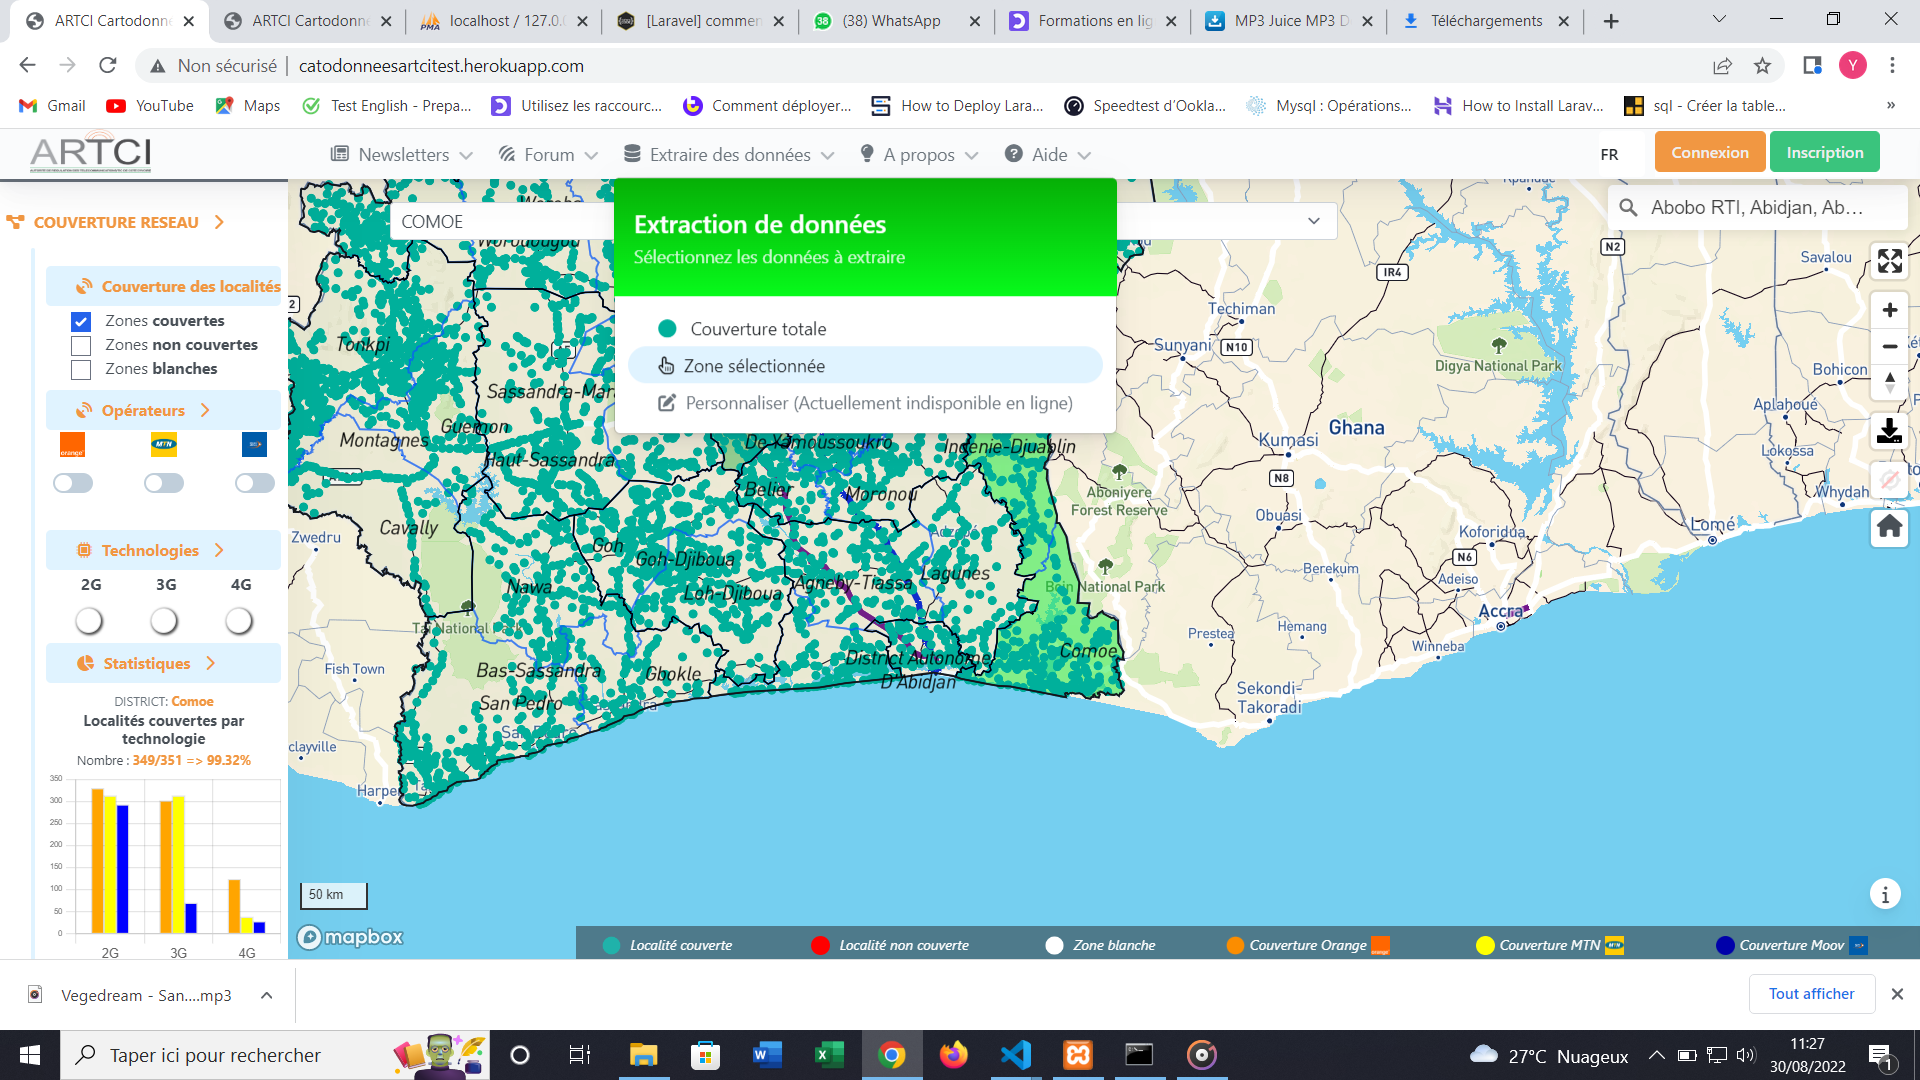 ARTCI Cartodonne
ARTCI Cartodonne
localhost / 127.0.0
[Laravel] commen
(38) WhatsApp
Formations en lig
MP3 Juice MP3 D
Téléchargements
Non sécurisé
catodonneesartcitest.herokuapp.com
Y
Gmail
YouTube
Maps
Test English - Prepa...
Utilisez les raccourc...
Comment déployer...
How to Deploy Lara...
Speedtest d'Ookla...
Mysql : Opérations...
How to Install Larav...
sql - Créer la table...
»
ARTCI
Newsletters
Forum
Extraire des données
A propos
Aide
FR
Connexion
Inscription
COUVERTURE RESEAU
Couverture des localités
Zones couvertes
Zones non couvertes
Zones blanches
Opérateurs
Technologies
2G 3G 4G
Statistiques
DISTRICT: Comoe
Localités couvertes par
technologie
Nombre : 349/351 => 99.32%
350
300
250
200
150
100
50
0
2G 3G 4G
COMOE
Extraction de données
Sélectionnez les données à extraire
Couverture totale
Zone sélectionnée
Personnaliser (Actuellement indisponible en ligne)
Abobo RTI, Abidjan, Ab...
Worodougou
Tonkpi
Sassandra-Mar
Guemon
Montagnes
Haut-Sassandra
De Yamoussoukro
Indenie-Djuablin
Belier
Moronou
Cavally
Zwedru
Goh
Goh-Djiboua
Nawa
Loh-Djiboua
Agneby-Tiassa
Lagunes
Fish Town
Bas-Sassandra
Gbokle
San Pedro
District Autonome
D'Abidjan
Comoe
clayville
Harper
IR4
N2
Savalou
Techiman
Sunyani
N10
Digya National Park
Bohicon
Aplahoué
Ghana
Kumasi
Lokossa
Aboniyere
Forest Reserve
N8
Whydah
Obuasi
Koforidua
Lomé
N6
Adeiso
Berekum
Boin National Park
Accra
Prestea
Hemang
Winneba
Sekondi-
Takoradi
50 km
mapbox
Localité couverte
Localité non couverte
Zone blanche
Couverture Orange
Couverture MTN
Couverture Moov
Vegedream - San....mp3
Tout afficher
Taper ici pour rechercher
27°C Nuageux
11:27
30/08/2022
1